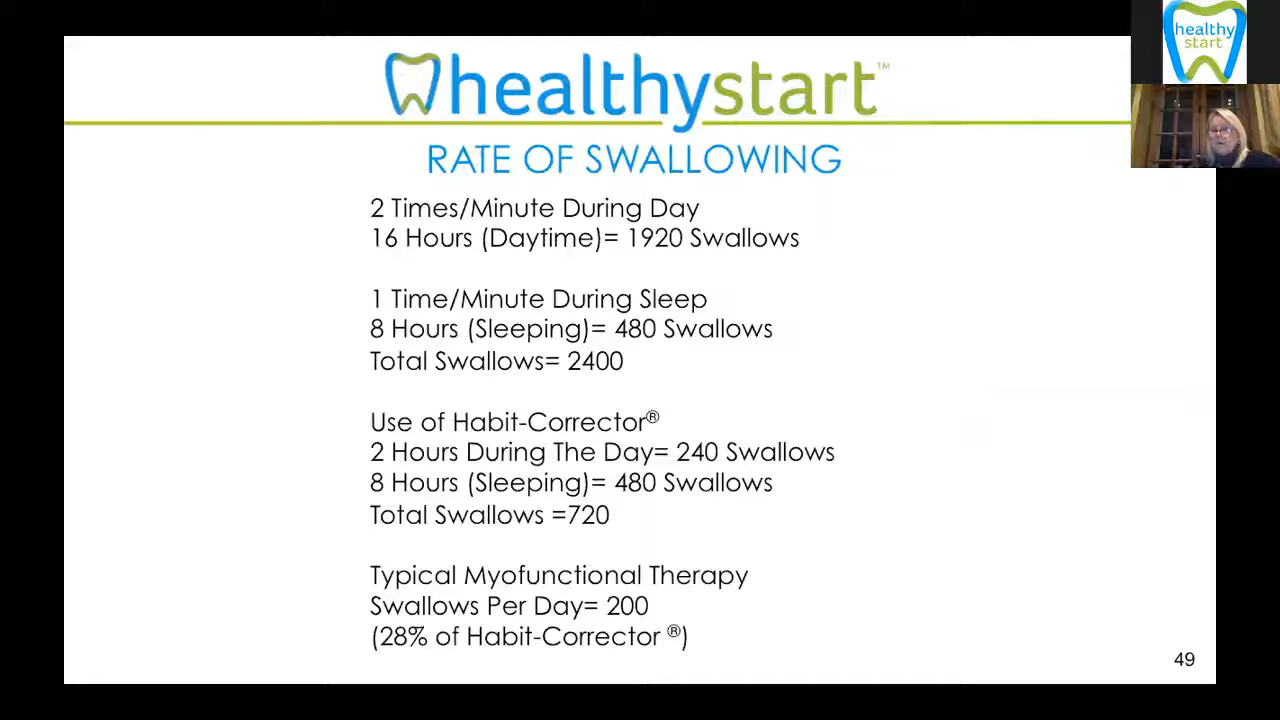 healthystart™
RATE OF SWALLOWING
2 Times/Minute During Day
16 Hours (Daytime)= 1920 Swallows
1 Time/Minute During Sleep
8 Hours (Sleeping)= 480 Swallows
Total Swallows= 2400
Use of Habit-Corrector®
2 Hours During The Day= 240 Swallows
8 Hours (Sleeping)= 480 Swallows
Total Swallows =720
Typical Myofunctional Therapy
Swallows Per Day= 200
(28% of Habit-Corrector ®)
49
healthy
start